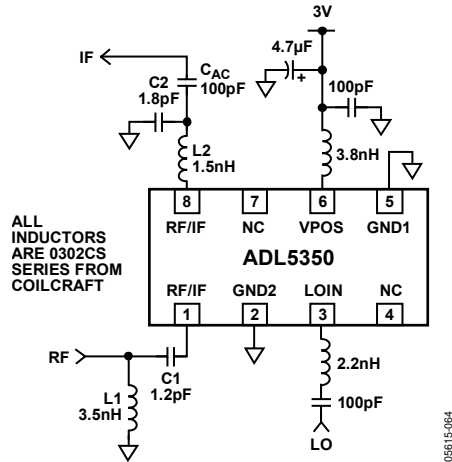 3V
IF
4.7µF
+
CAC
100pF
C2
1.8pF
100pF
L2
1.5nH
3.8nH
8
7
6
5
RF/IF
NC
VPOS
GND1
ADL5350
ALL
INDUCTORS
ARE 0302CS
SERIES FROM
COILCRAFT
RF/IF
GND2
LOIN
NC
1
2
3
4
RF
C1
1.2pF
L1
3.5nH
2.2nH
100pF
LO
05615-064